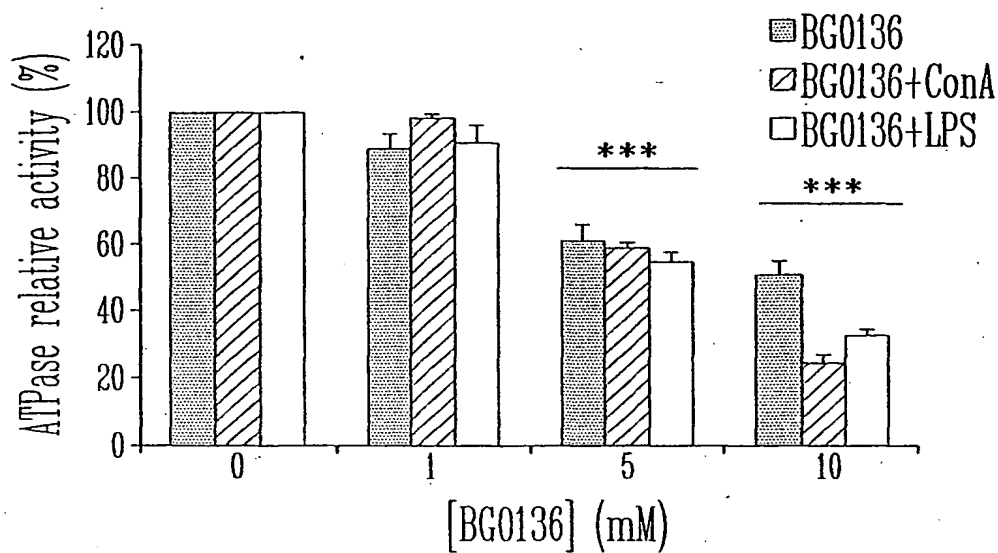 ATPase relative activity (%)
120
100
80
60
40
20
0
BG0136
BG0136+ConA
BG0136+LPS
***
***
0 1 5 10
[BG0136] (mM)